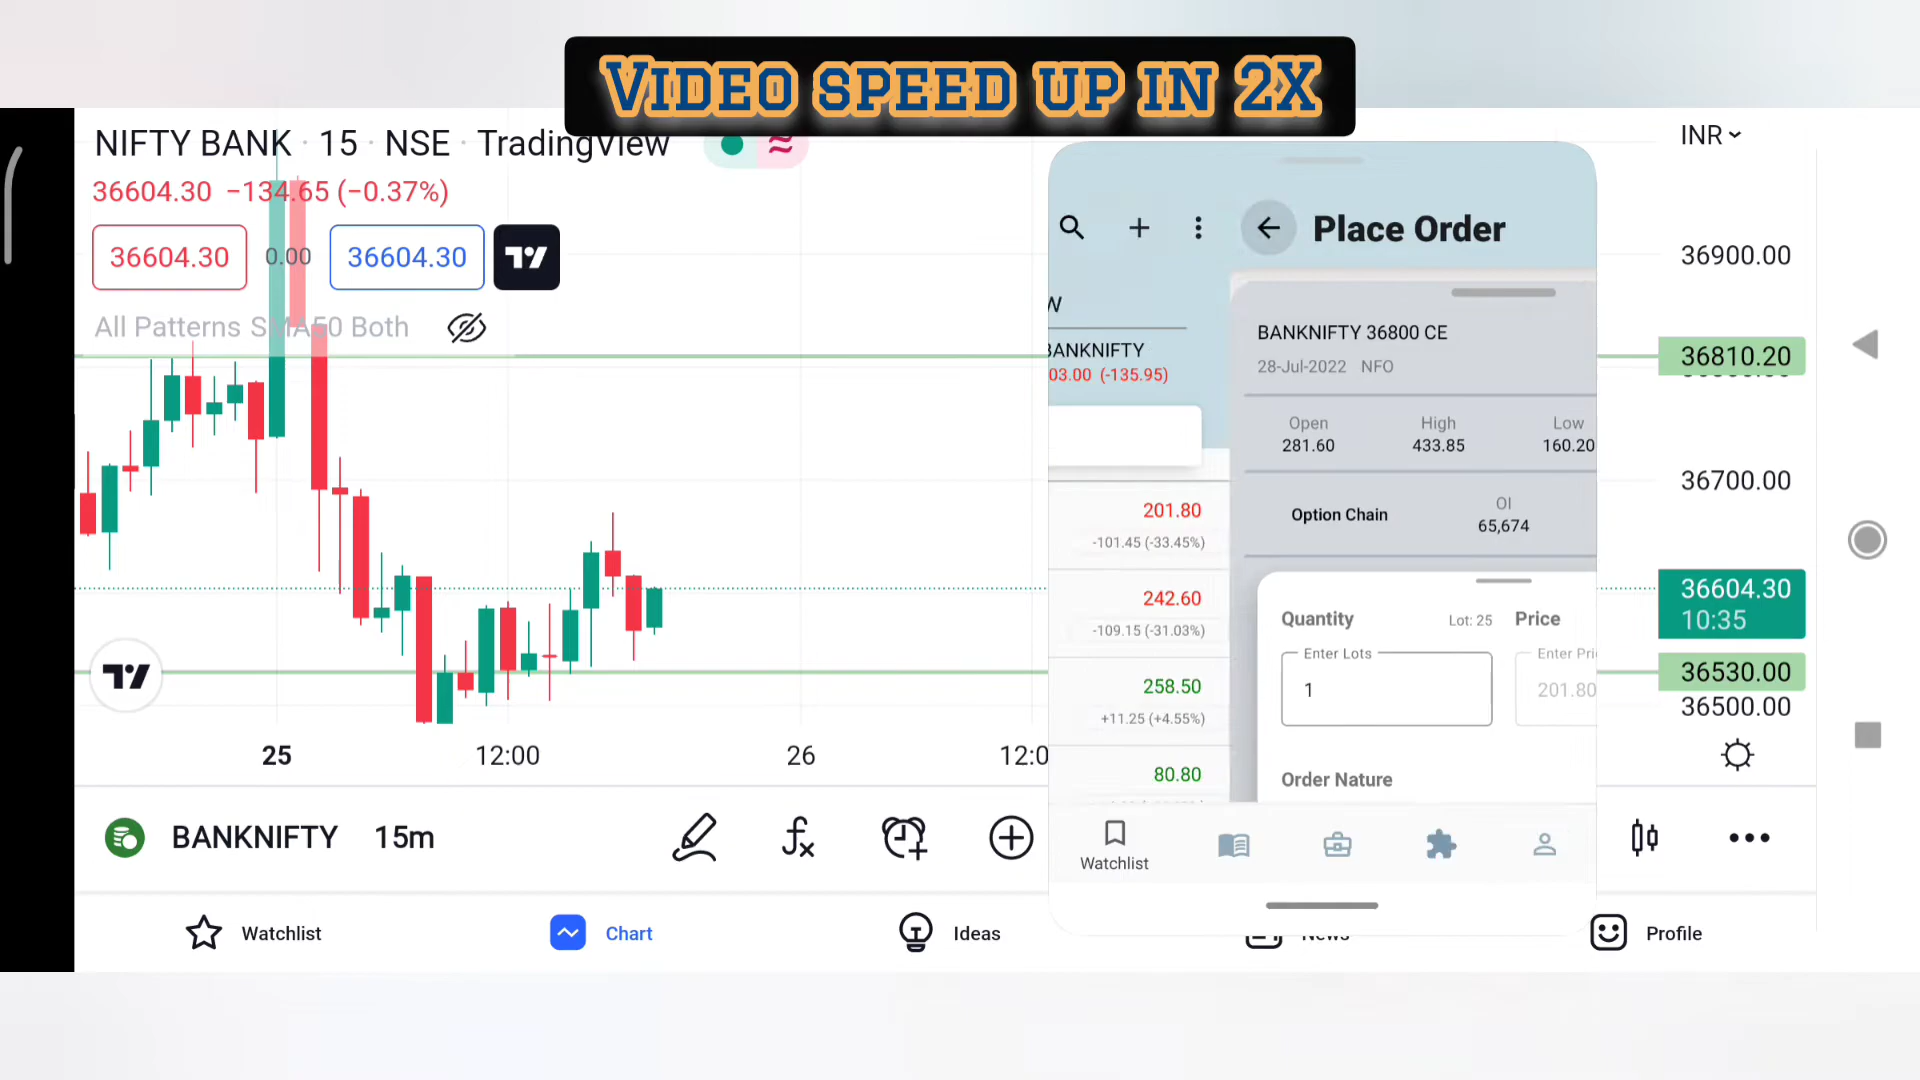 VIDEO SPEED UP IN 2X
NIFTY BANK · 15 · NSE · TradingView
36604.30 −134.65 (−0.37%)
36604.30 0.00 36604.30
All Patterns SMA50 Both
INR
36900.00
36810.20
36700.00
36604.30
10:35
36530.00
36500.00
25 12:00 26 12:0
BANKNIFTY 15m
Watchlist Chart Ideas News Profile
Place Order
W
BANKNIFTY
03.00 (-135.95)
201.80
-101.45 (-33.45%)
242.60
-109.15 (-31.03%)
258.50
+11.25 (+4.55%)
80.80
BANKNIFTY 36800 CE
28-Jul-2022 NFO
Open High Low
281.60 433.85 160.20
Option Chain
OI
65,674
Quantity Lot: 25 Price
Enter Lots Enter Pri
1 201.80
Order Nature
Watchlist